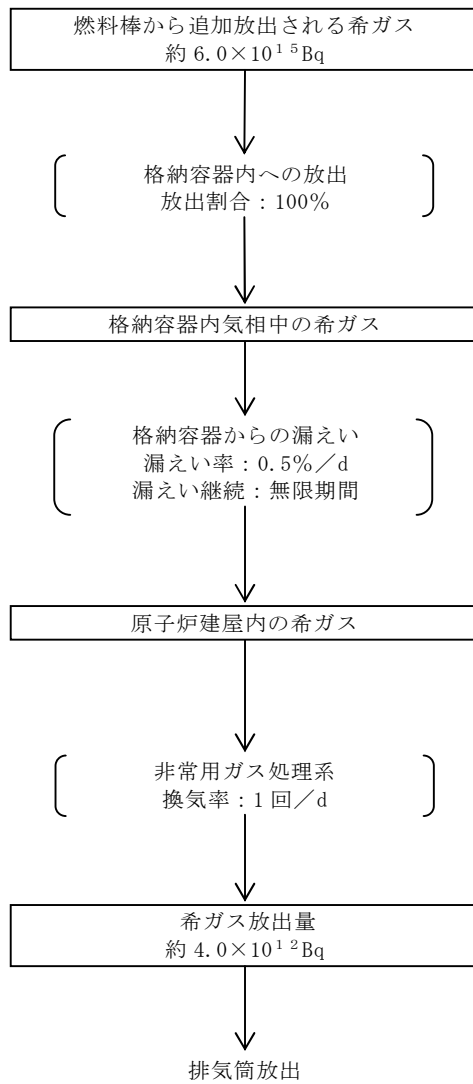 燃料棒から追加放出される希ガス
約 6.0×10¹⁵Bq
格納容器内への放出
放出割合：100％
格納容器内気相中の希ガス
格納容器からの漏えい
漏えい率：0.5％／d
漏えい継続：無限期間
原子炉建屋内の希ガス
非常用ガス処理系
換気率：1 回／d
希ガス放出量
約 4.0×10¹²Bq
排気筒放出